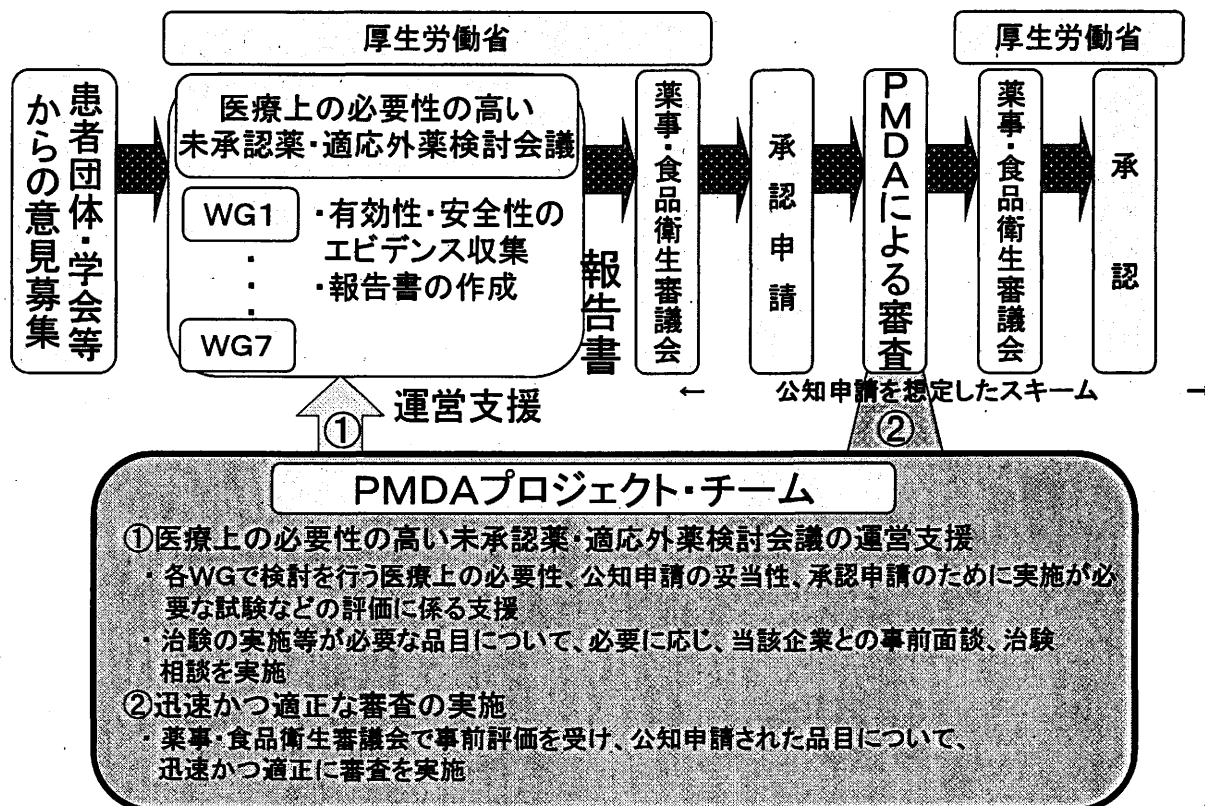 厚生労働省
厚生労働省
患者団体・学会等
からの意見募集
医療上の必要性の高い
未承認薬・適応外薬検討会議
WG1
・
・
・
WG7
・有効性・安全性の
エビデンス収集
・報告書の作成
報告書
薬事・食品衛生審議会
承認申請
PMDAによる審査
薬事・食品衛生審議会
承認
← 公知申請を想定したスキーム →
① 運営支援
②
PMDAプロジェクト・チーム
①医療上の必要性の高い未承認薬・適応外薬検討会議の運営支援
・各WGで検討を行う医療上の必要性、公知申請の妥当性、承認申請のために実施が必
要な試験などの評価に係る支援
・治験の実施等が必要な品目について、必要に応じ、当該企業との事前面談、治験
相談を実施
②迅速かつ適正な審査の実施
・薬事・食品衛生審議会で事前評価を受け、公知申請された品目について、
迅速かつ適正に審査を実施